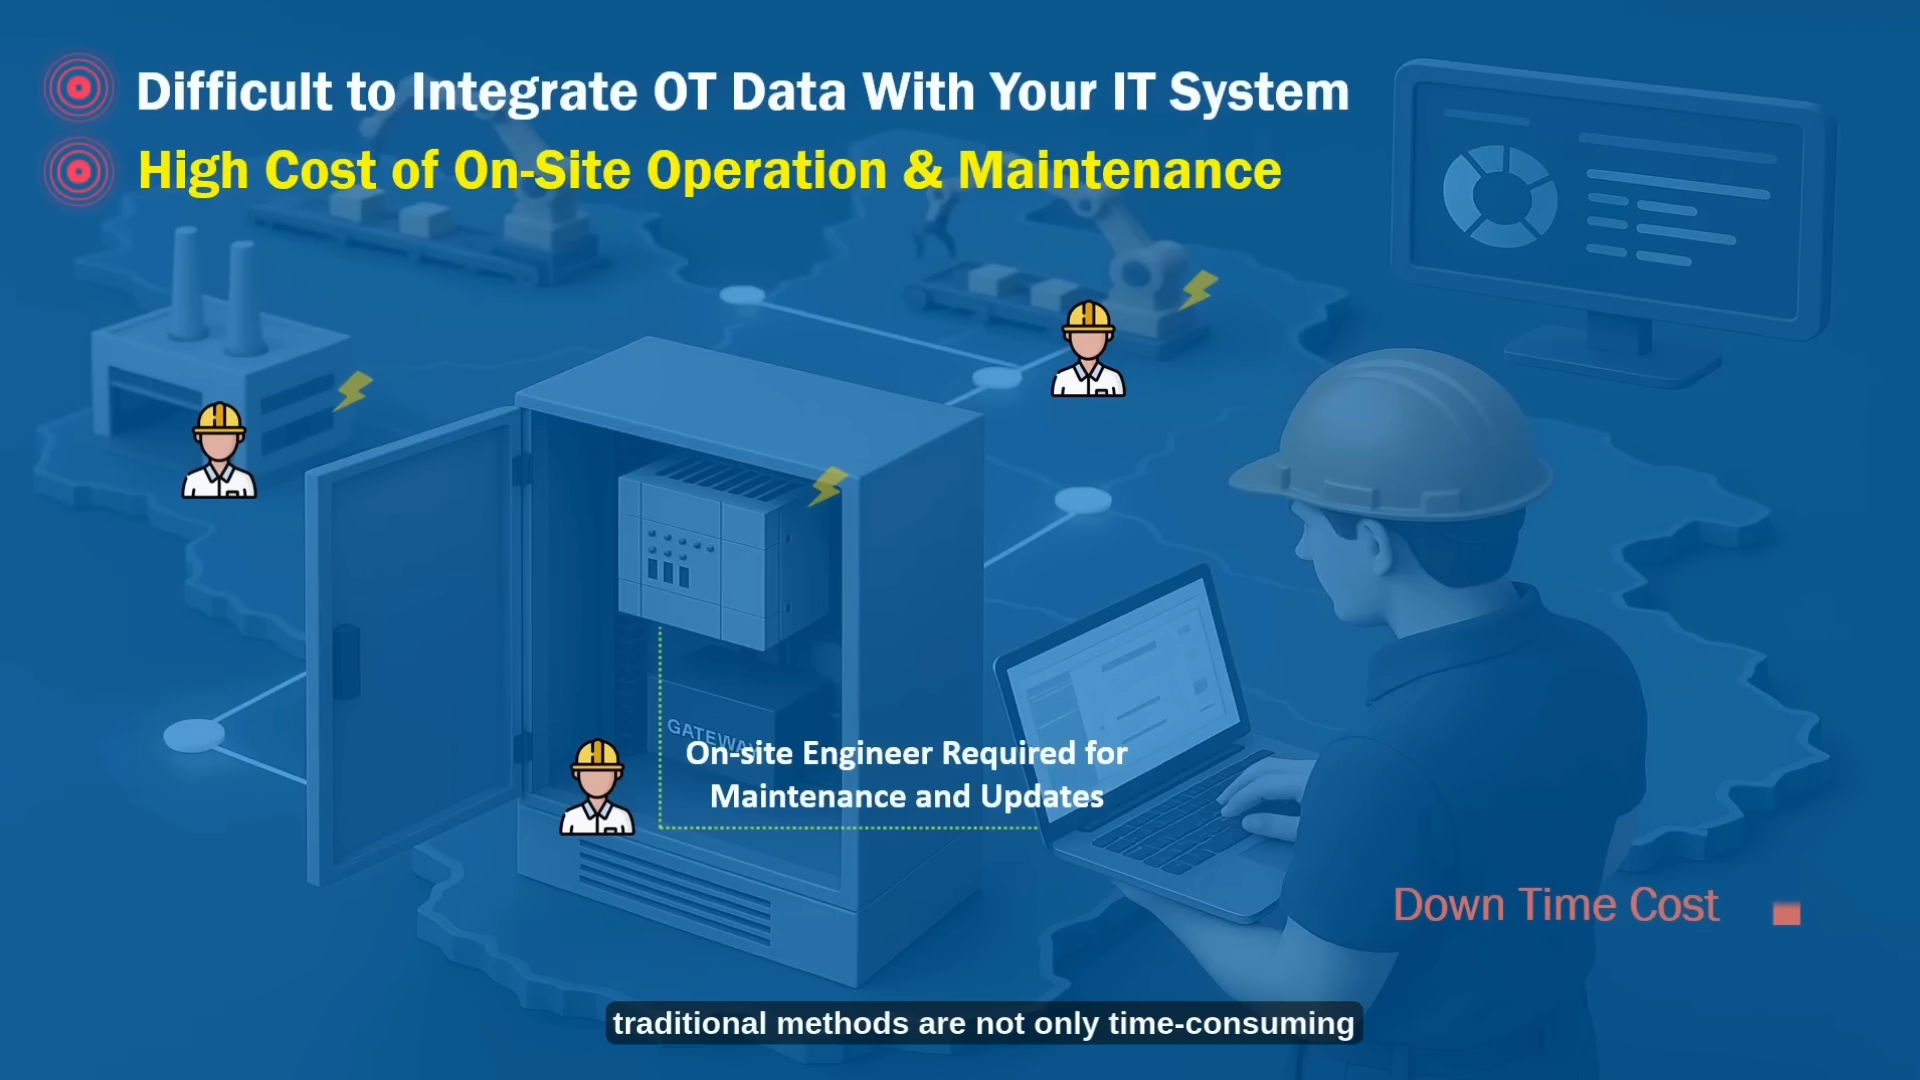 Difficult to Integrate OT Data With Your IT System
High Cost of On-Site Operation & Maintenance
GATEWAY
On-site Engineer Required for
Maintenance and Updates
Down Time Cost
traditional methods are not only time-consuming